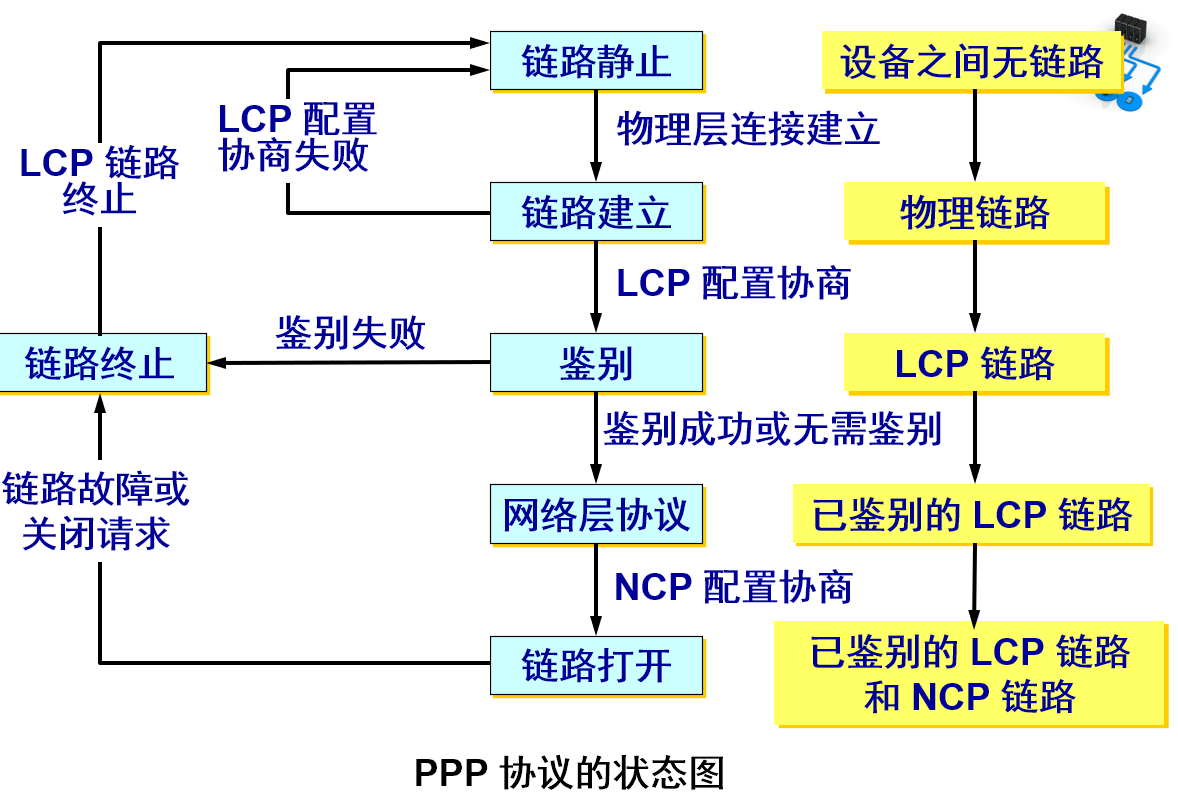 链路静止
设备之间无链路
LCP 配置
协商失败
物理层连接建立
LCP 链路
终止
链路建立
物理链路
LCP 配置协商
鉴别失败
链路终止
鉴别
LCP 链路
鉴别成功或无需鉴别
链路故障或
关闭请求
网络层协议
已鉴别的 LCP 链路
NCP 配置协商
链路打开
已鉴别的 LCP 链路
和 NCP 链路
PPP 协议的状态图